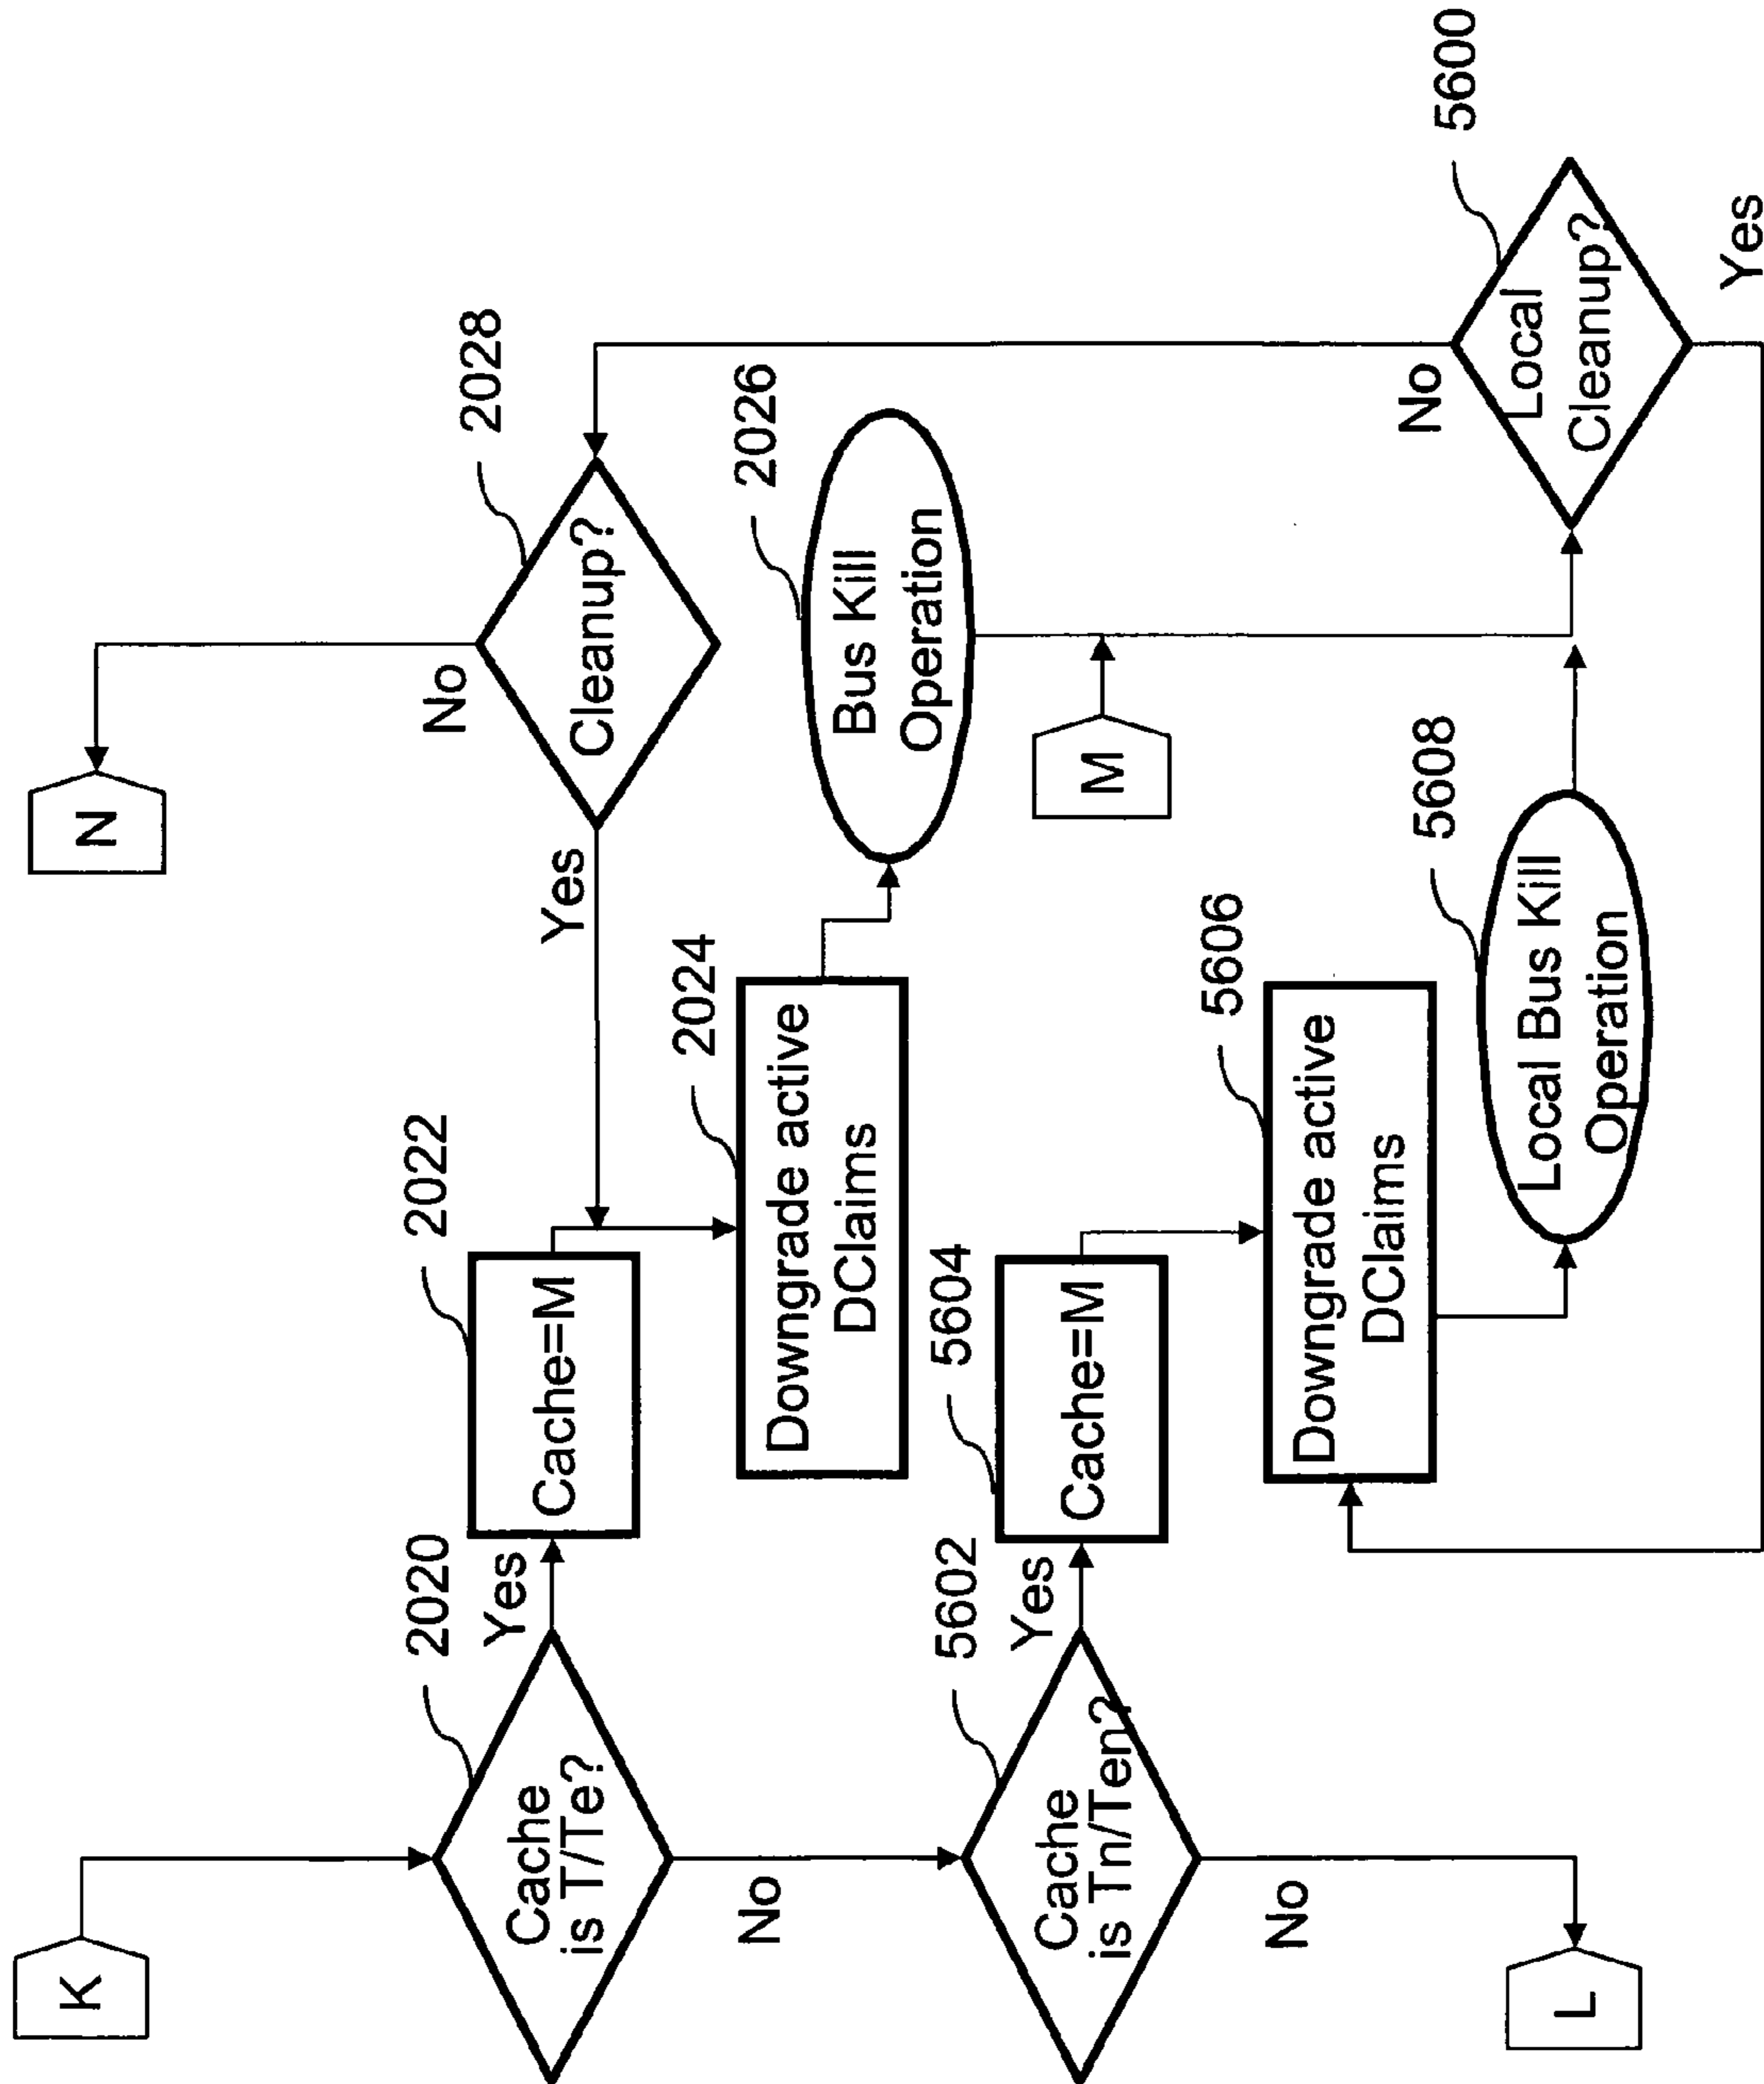 K
Cache
is T/Te?
2020
Yes
No
Cache=M
2022
Downgrade active
DClaims
2024
Bus Kill
Operation
2026
Cleanup?
2028
Yes
No
N
Cache
is Tn/Ten?
5602
Yes
No
L
Cache=M
5604
Downgrade active
DClaims
5606
Local Bus Kill
Operation
5608
M
Local
Cleanup?
5600
No
Yes